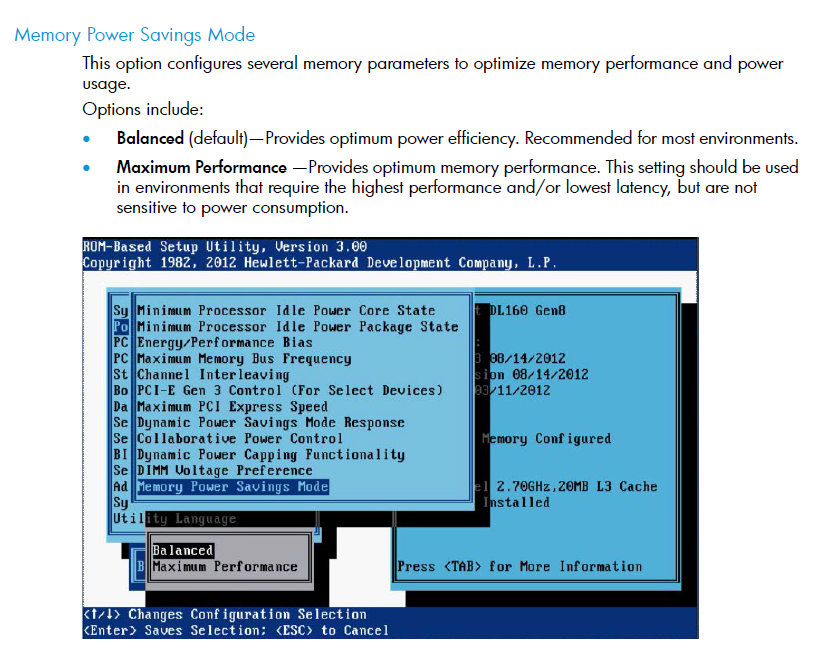 Memory Power Savings Mode
This option configures several memory parameters to optimize memory performance and power
usage.
Options include:
• Balanced (default)—Provides optimum power efficiency. Recommended for most environments.
• Maximum Performance —Provides optimum memory performance. This setting should be used
in environments that require the highest performance and/or lowest latency, but are not
sensitive to power consumption.
ROM-Based Setup Utility, Version 3.00
Copyright 1982, 2012 Hewlett-Packard Development Company, L.P.
Sy Minimum Processor Idle Power Core State t DL160 Gen8
Po Minimum Processor Idle Power Package State
PC Energy/Performance Bias :
PC Maximum Memory Bus Frequency 3 08/14/2012
St Channel Interleaving sion 08/14/2012
Bo PCI-E Gen 3 Control (For Select Devices) 03/11/2012
Da Maximum PCI Express Speed
Se Dynamic Power Savings Mode Response
Se Collaborative Power Control Memory Configured
BI Dynamic Power Capping Functionality
Se DIMM Voltage Preference
Ad Memory Power Savings Mode el 2.70GHz,20MB L3 Cache
Sy Installed
Utility Language
Balanced
B Maximum Performance Press <TAB> for More Information
<↑/↓> Changes Configuration Selection
<Enter> Saves Selection; <ESC> to Cancel